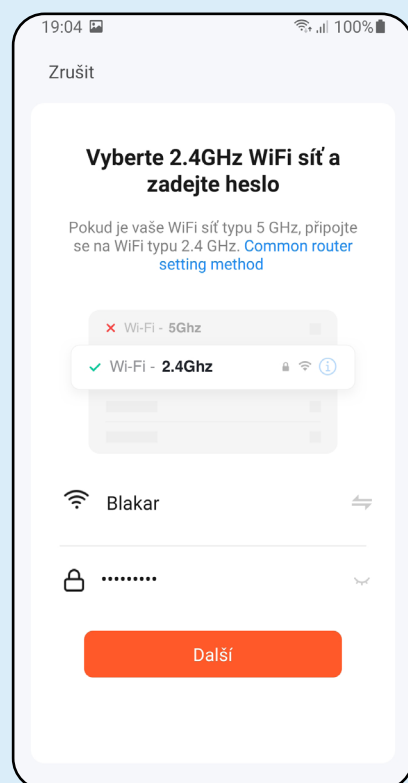 19:04 100%
Zrušit
Vyberte 2.4GHz WiFi síť a
zadejte heslo
Pokud je vaše WiFi síť typu 5 GHz, připojte
se na WiFi typu 2.4 GHz. Common router
setting method
Wi-Fi - 5Ghz
Wi-Fi - 2.4Ghz
Blakar
•••••••••
Další